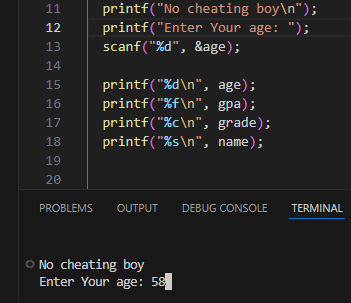 11 printf("No cheating boy\n");
12 printf("Enter Your age: ");
13 scanf("%d", &age);
14
15 printf("%d\n", age);
16 printf("%f\n", gpa);
17 printf("%c\n", grade);
18 printf("%s\n", name);
19
20
PROBLEMS OUTPUT DEBUG CONSOLE TERMINAL
No cheating boy
Enter Your age: 58